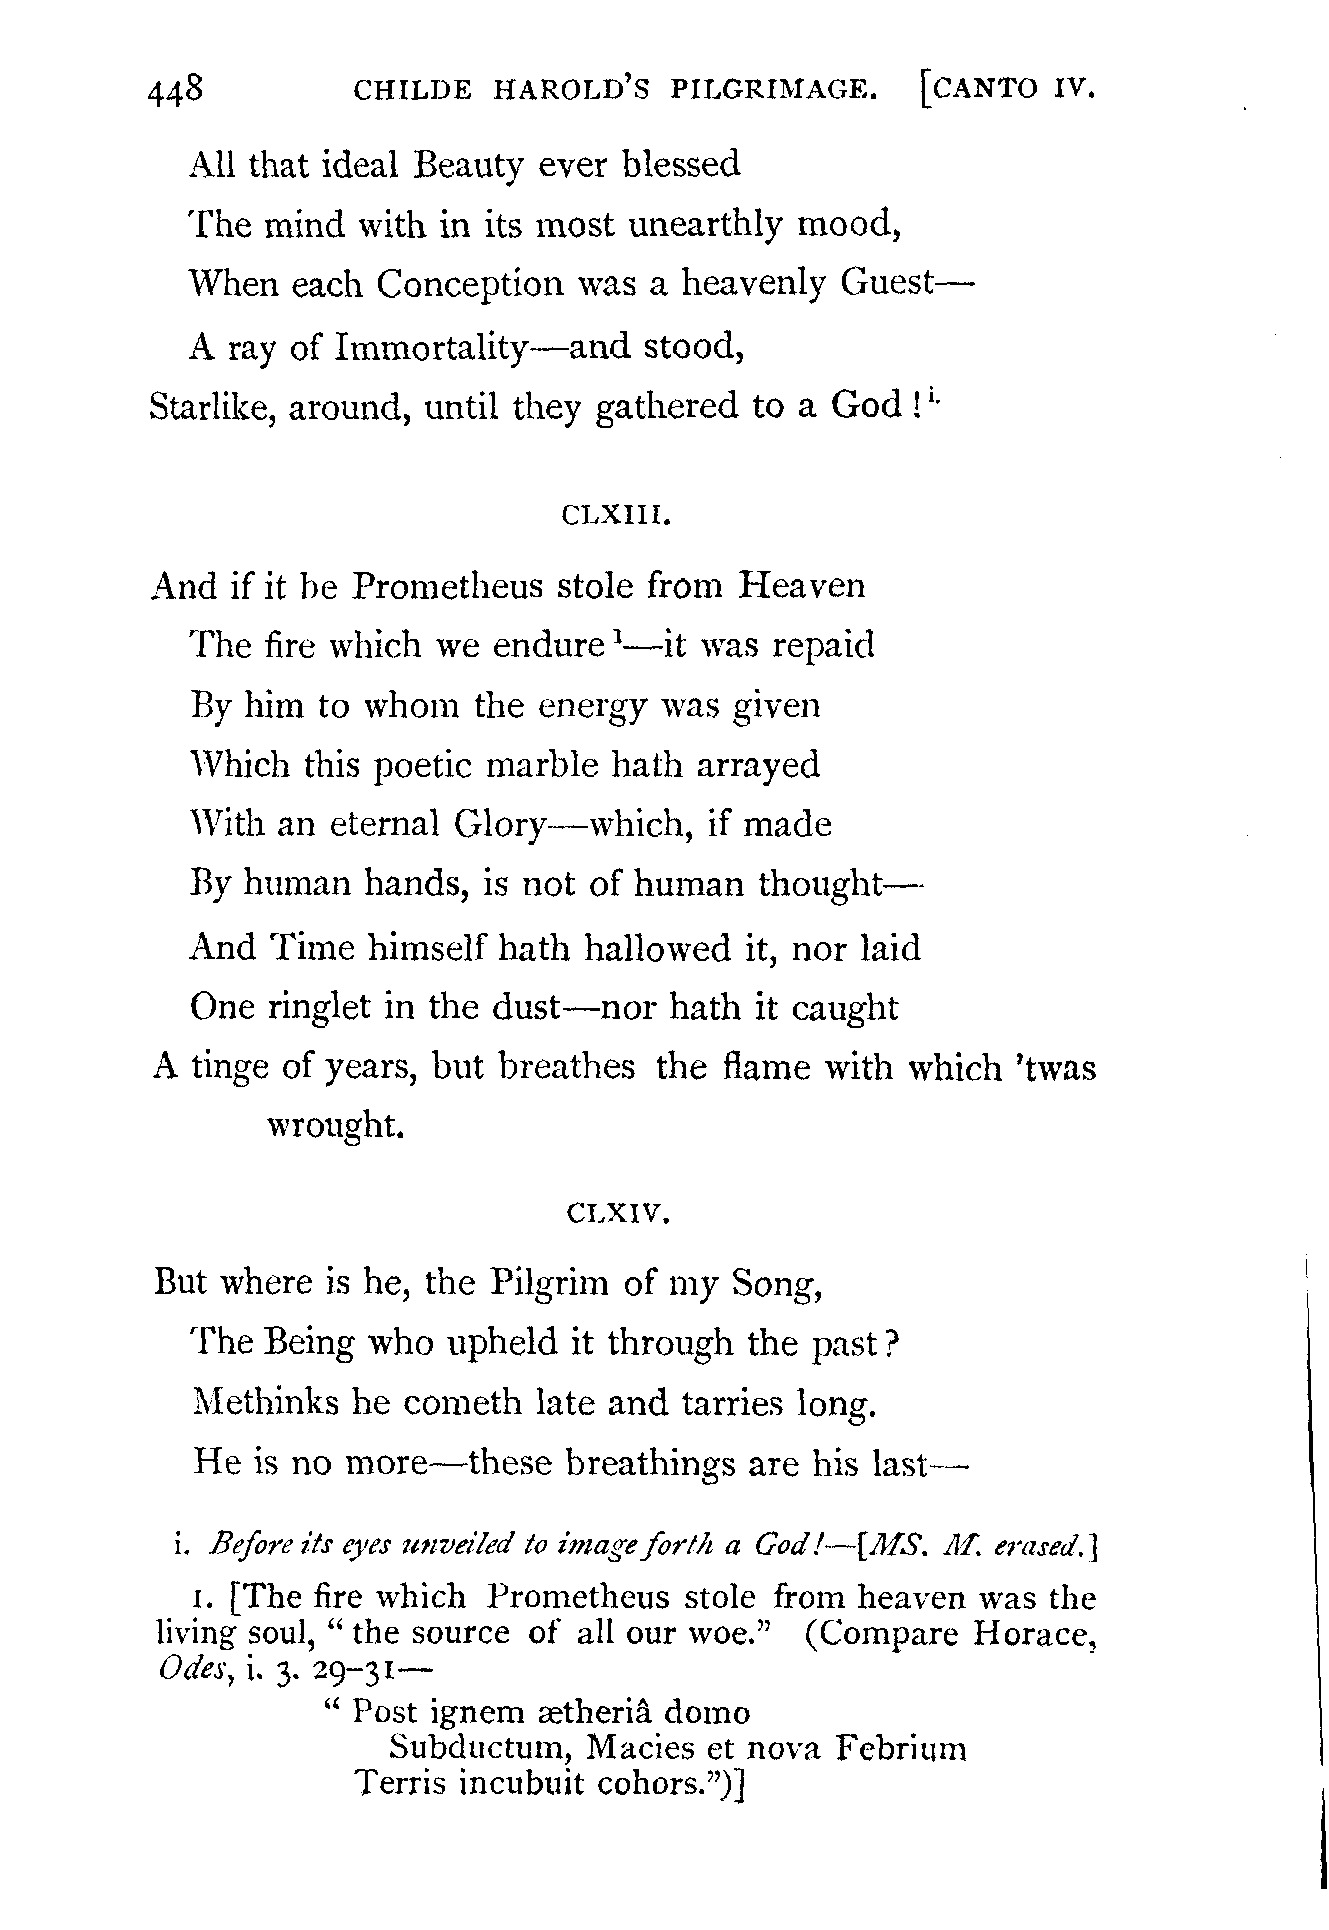 448 CHILDE HAROLD'S PILGRIMAGE. [CANTO IV.
All that ideal Beauty ever blessed
The mind with in its most unearthly mood,
When each Conception was a heavenly Guest—
A ray of Immortality—and stood,
Starlike, around, until they gathered to a God! i.
CLXIII.
And if it be Prometheus stole from Heaven
The fire which we endure 1—it was repaid
By him to whom the energy was given
Which this poetic marble hath arrayed
With an eternal Glory—which, if made
By human hands, is not of human thought—
And Time himself hath hallowed it, nor laid
One ringlet in the dust—nor hath it caught
A tinge of years, but breathes the flame with which 'twas
wrought.
CLXIV.
But where is he, the Pilgrim of my Song,
The Being who upheld it through the past?
Methinks he cometh late and tarries long.
He is no more—these breathings are his last—
i. Before its eyes unveiled to image forth a God!—[MS. M. erased.]
1. [The fire which Prometheus stole from heaven was the
living soul, "the source of all our woe." (Compare Horace,
Odes, i. 3. 29-31—
"Post ignem ætheriâ domo
Subductum, Macies et nova Febrium
Terris incubuit cohors.")]